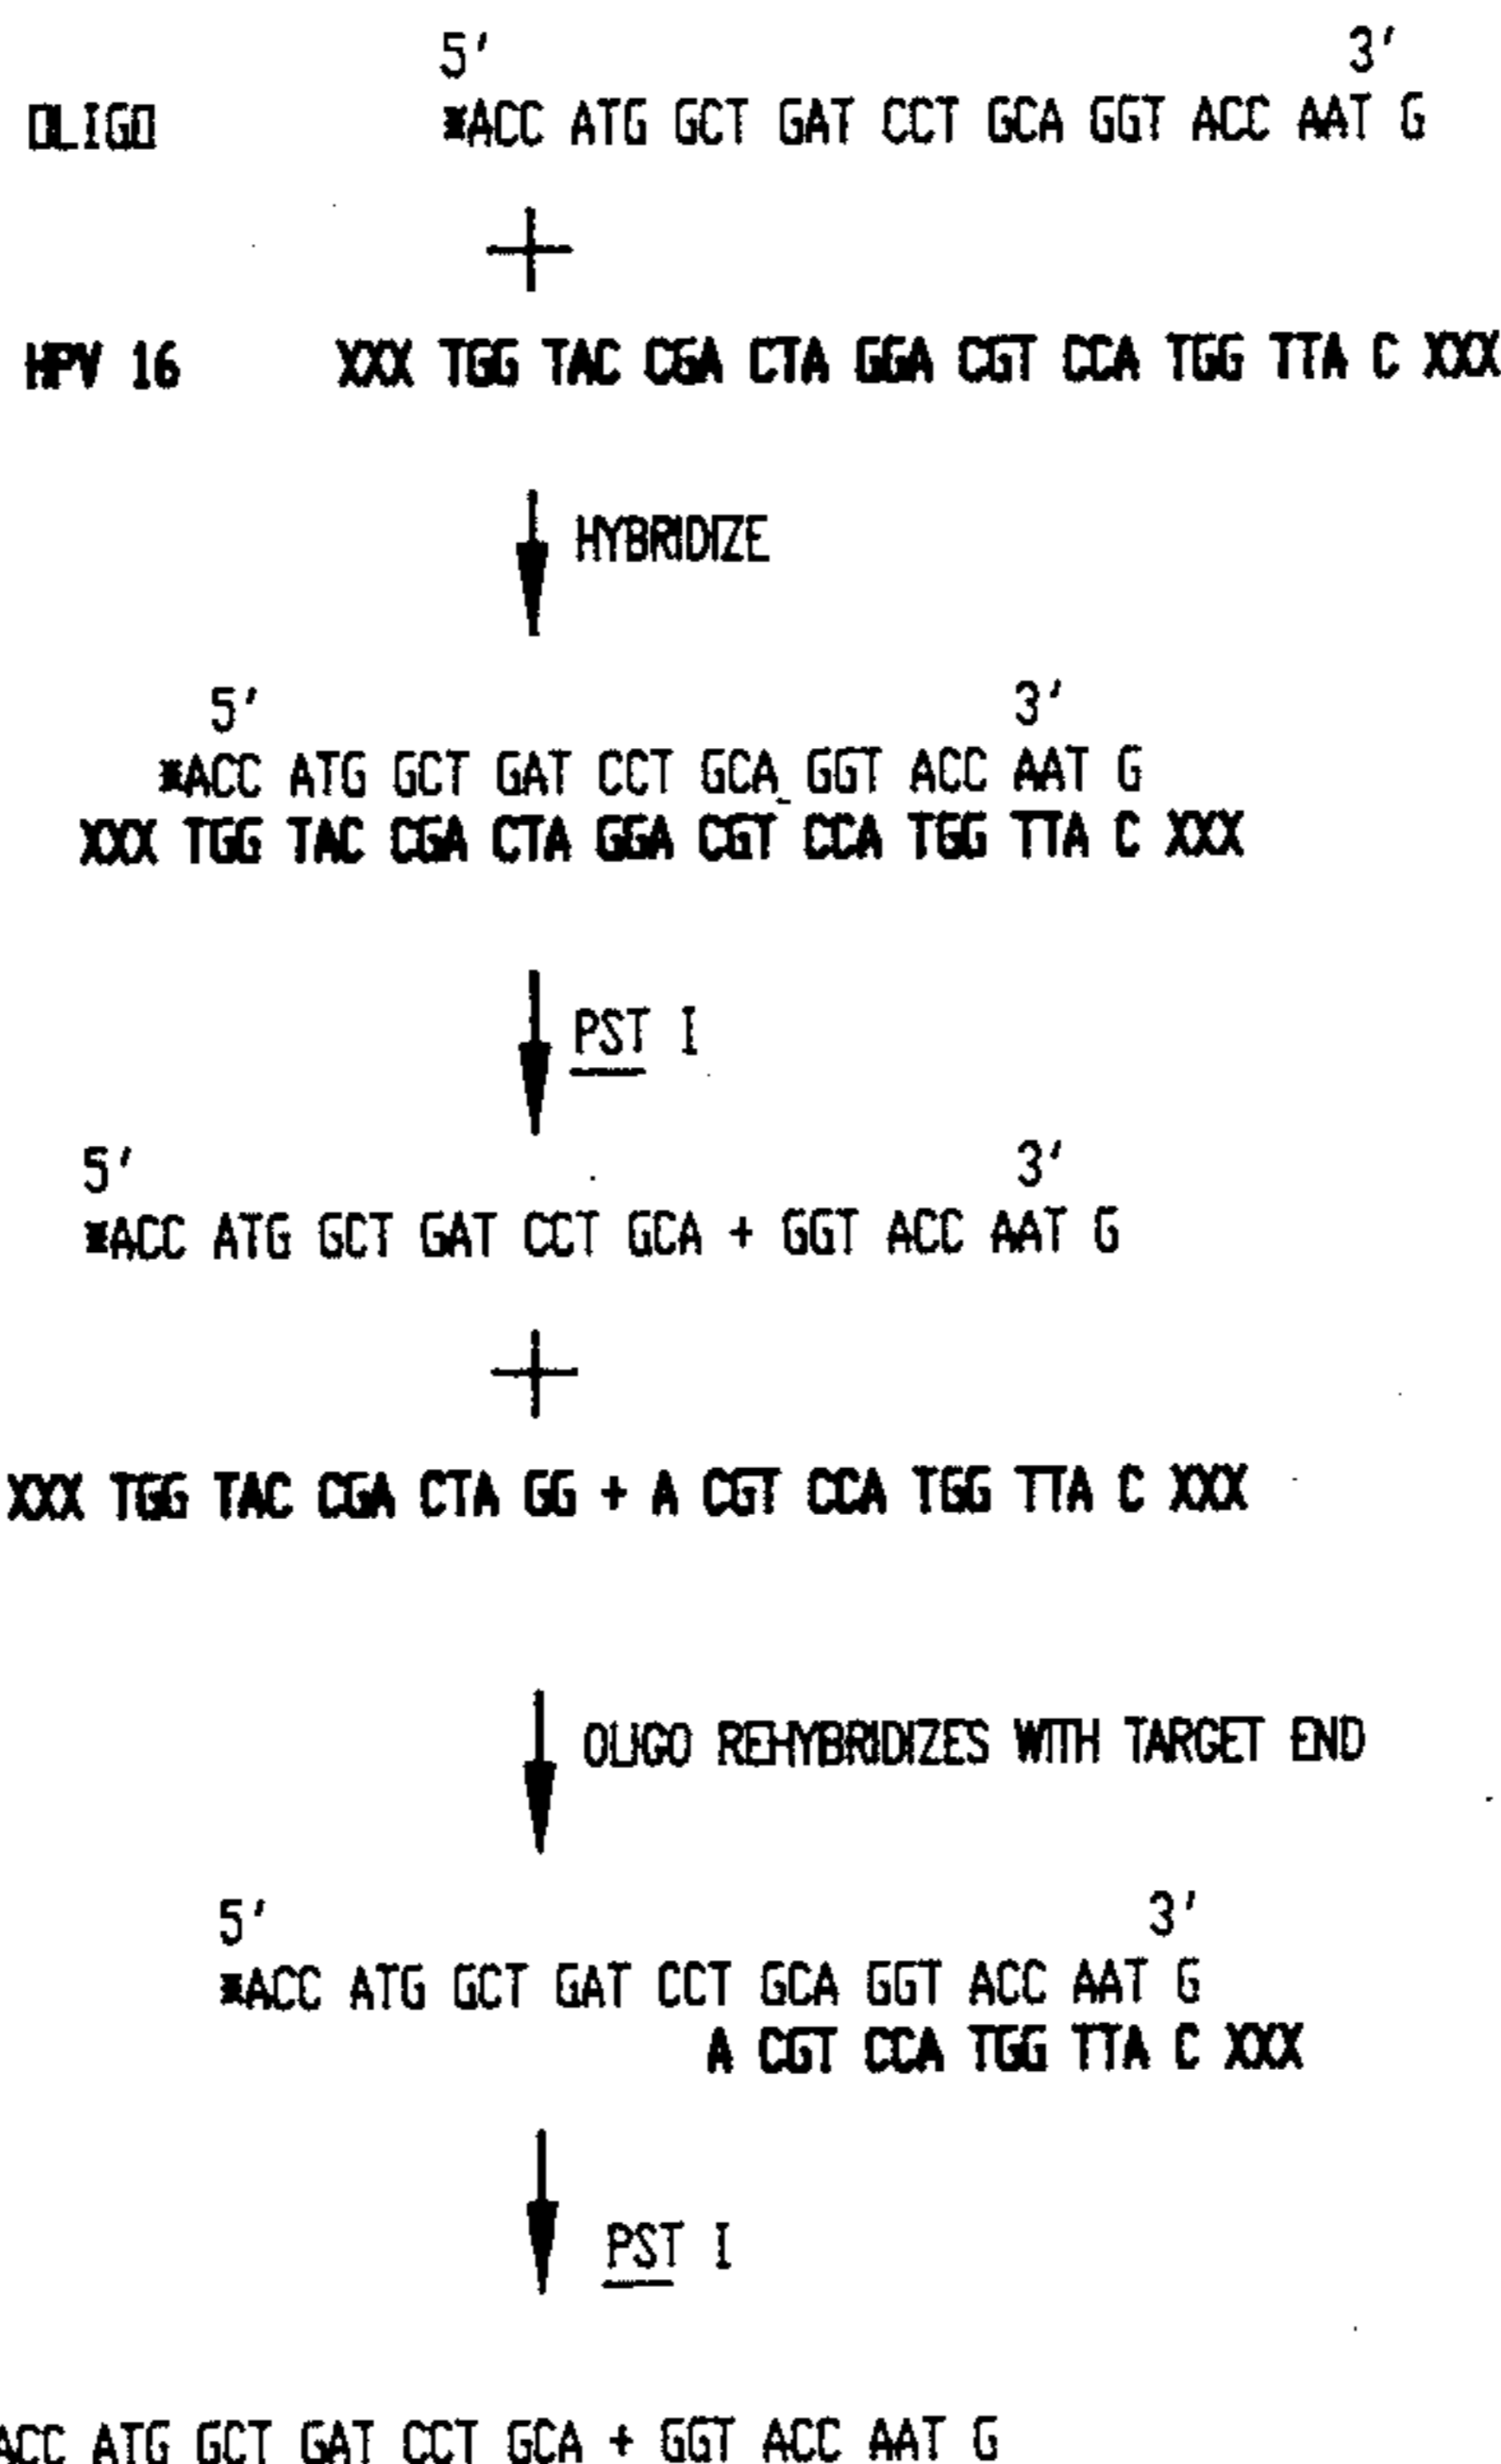 5' 3'
OLIGO *ACC ATG GCT GAT CCT GCA GGT ACC AAT G
+
HPV 16 XXX TGG TAC CGA CTA GGA CGT CCA TGG TTA C XXX
HYBRIDIZE
5' 3'
*ACC ATG GCT GAT CCT GCA GGT ACC AAT G
XXX TGG TAC CGA CTA GGA CGT CCA TGG TTA C XXX
PST I
5' 3'
*ACC ATG GCT GAT CCT GCA + GGT ACC AAT G
+
XXX TGG TAC CGA CTA GG + A CGT CCA TGG TTA C XXX
OLIGO REHYBRIDIZES WITH TARGET END
5' 3'
*ACC ATG GCT GAT CCT GCA GGT ACC AAT G
A CGT CCA TGG TTA C XXX
PST I
ACC ATG GCT GAT CCT GCA + GGT ACC AAT G